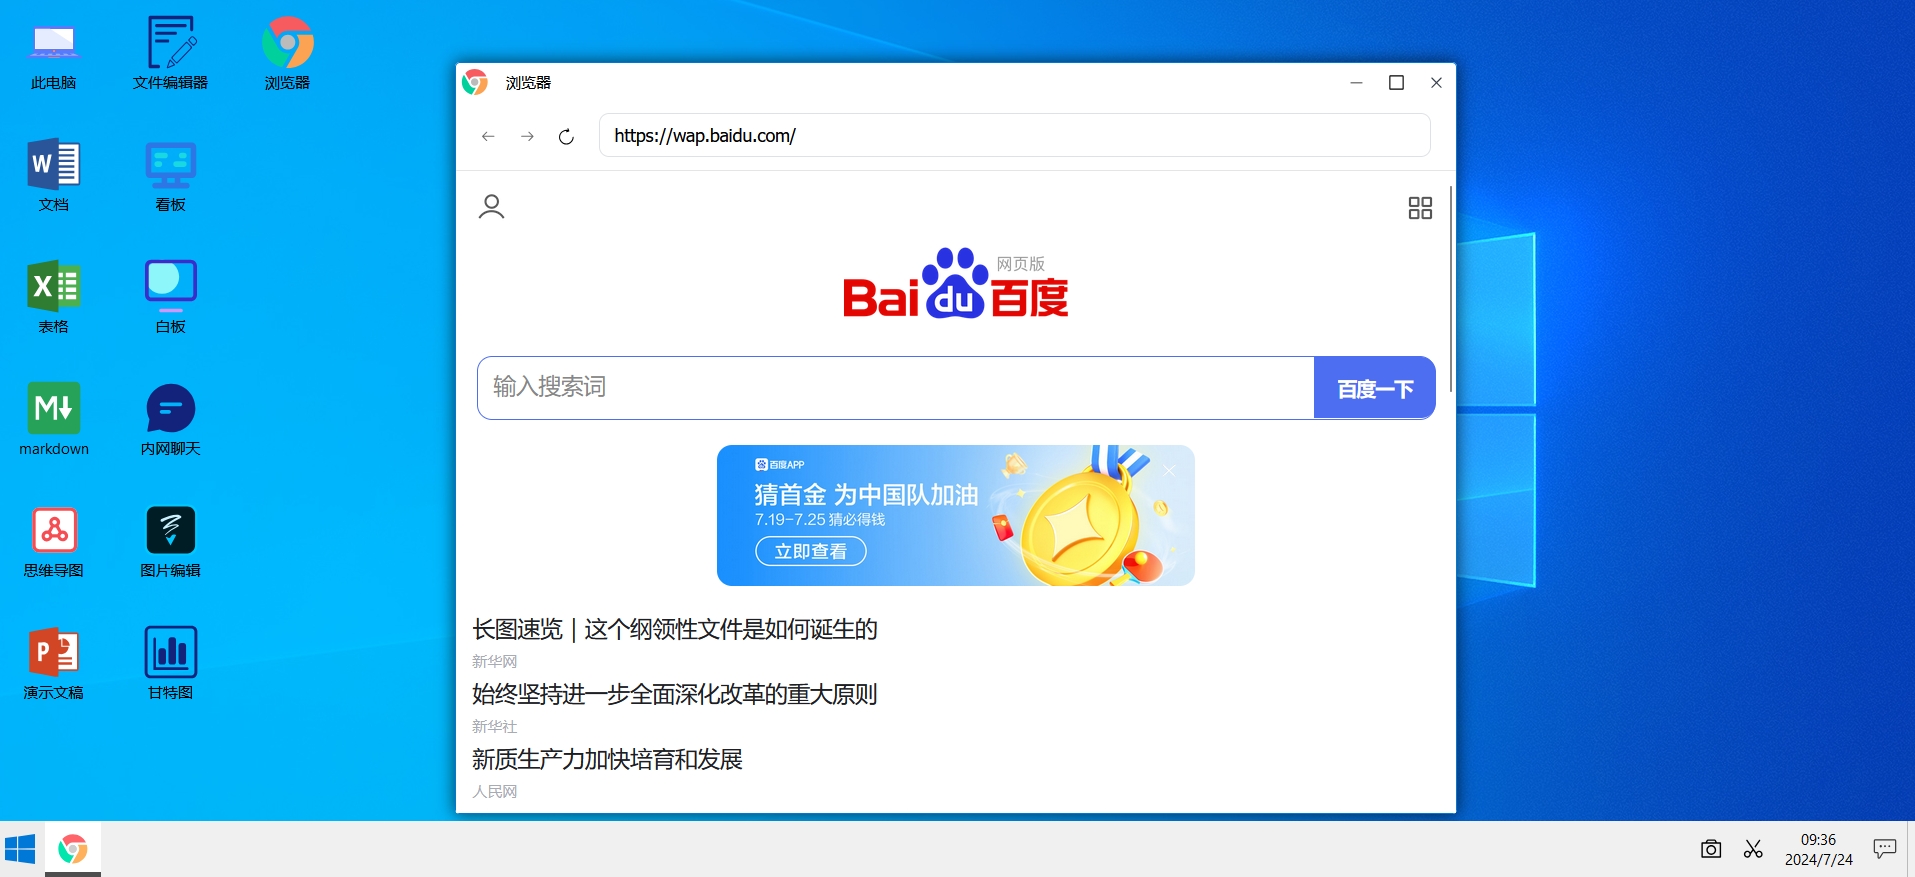 此电脑
文件编辑器
浏览器
文档
看板
表格
白板
markdown
内网聊天
思维导图
图片编辑
演示文稿
甘特图
浏览器
https://wap.baidu.com/
Bai du 百度
网页版
输入搜索词
百度一下
百度APP
猜首金 为中国队加油
7.19-7.25 猜必得钱
立即查看
长图速览 | 这个纲领性文件是如何诞生的
新华网
始终坚持进一步全面深化改革的重大原则
新华社
新质生产力加快培育和发展
人民网
09:36
2024/7/24